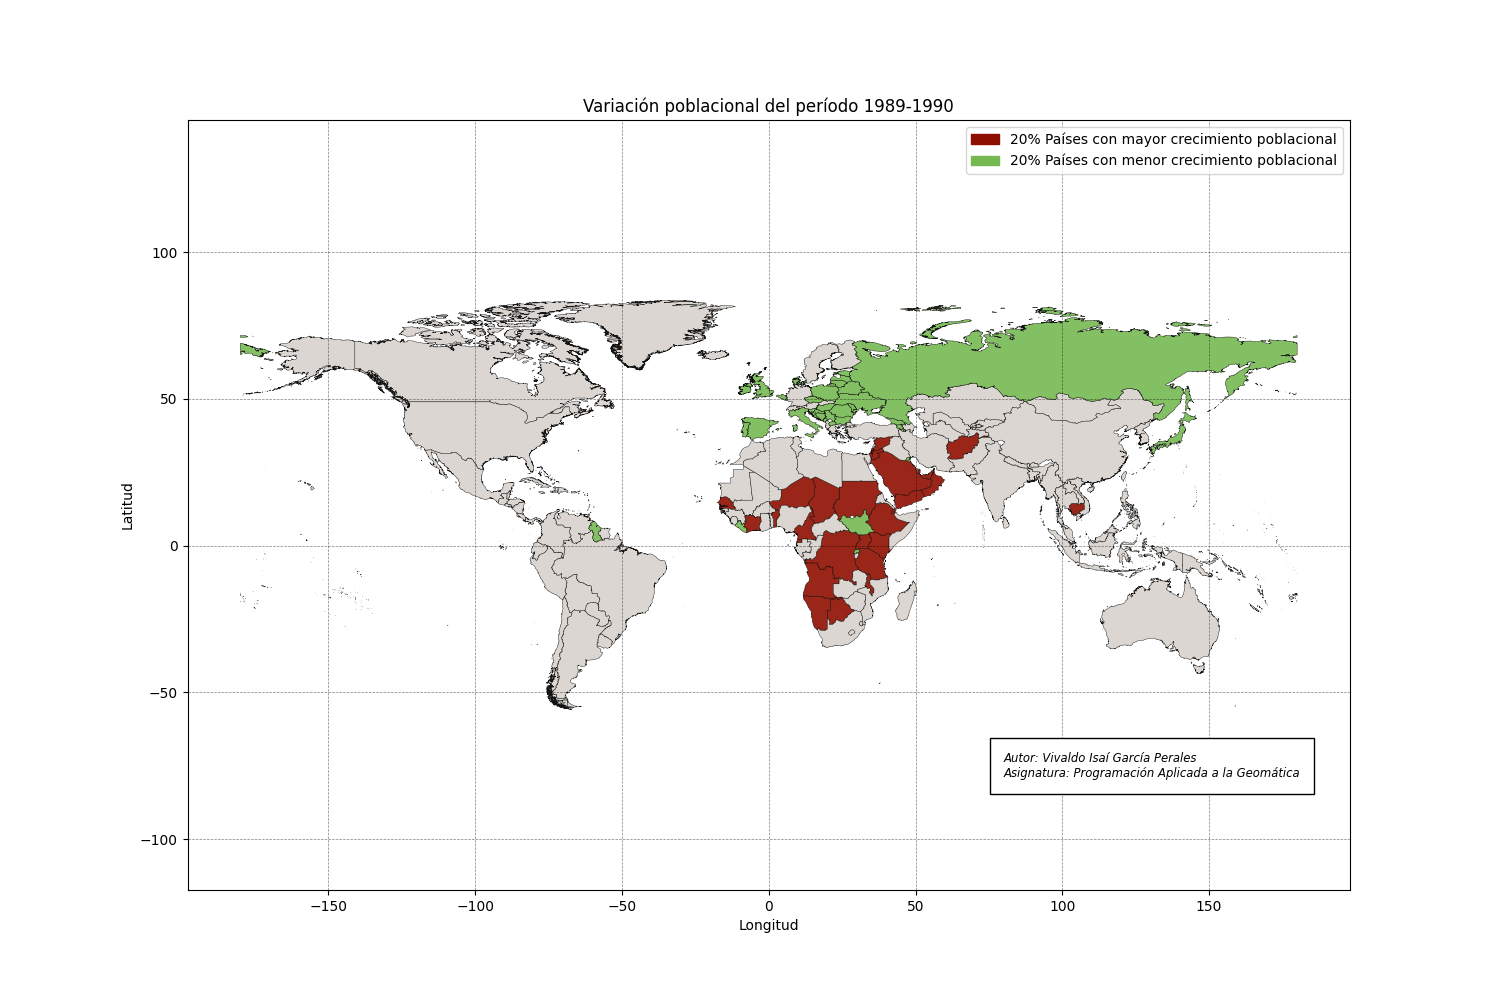 Variación poblacional del período 1989-1990
20% Países con mayor crecimiento poblacional
20% Países con menor crecimiento poblacional
100
50
0
−50
−100
Latitud
Autor: Vivaldo Isaí García Perales
Asignatura: Programación Aplicada a la Geomática
−150
−100
−50
0
50
100
150
Longitud